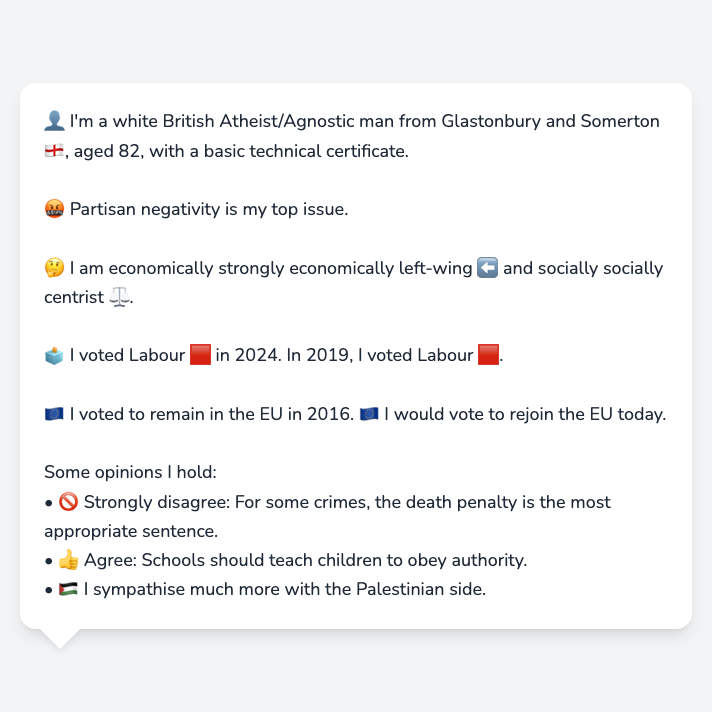 👤 I'm a white British Atheist/Agnostic man from Glastonbury and Somerton
🏴󠁧󠁢󠁥󠁮󠁧󠁿, aged 82, with a basic technical certificate.
🤬 Partisan negativity is my top issue.
🤔 I am economically strongly economically left-wing ⬅️ and socially socially
centrist ⚖️.
🗳️ I voted Labour 🟥 in 2024. In 2019, I voted Labour 🟥.
🇪🇺 I voted to remain in the EU in 2016. 🇪🇺 I would vote to rejoin the EU today.
Some opinions I hold:
• 🚫 Strongly disagree: For some crimes, the death penalty is the most
appropriate sentence.
• 👍 Agree: Schools should teach children to obey authority.
• 🇵🇸 I sympathise much more with the Palestinian side.